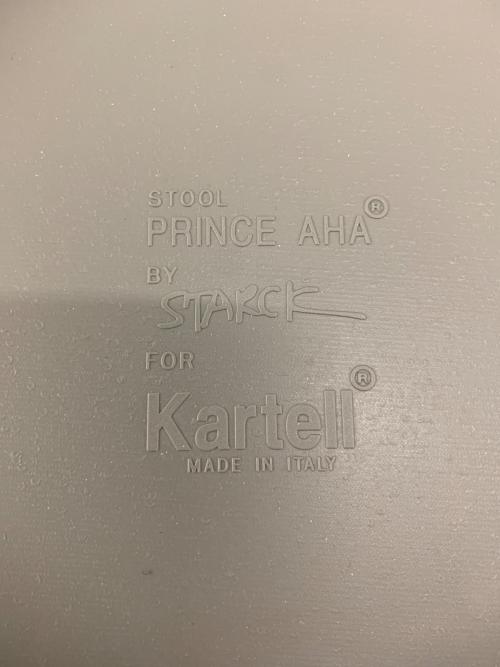 STOOL
PRINCE AHA®
BY
STARCK
FOR
Kartell®
MADE IN ITALY